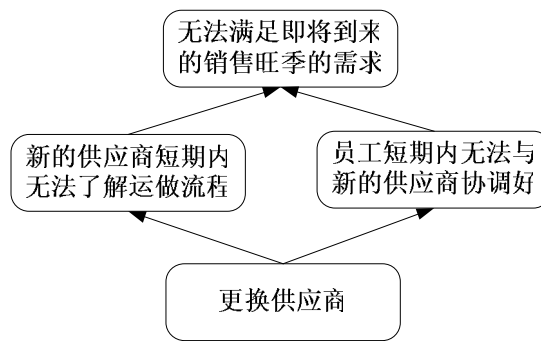 无法满足即将到来
的销售旺季的需求
新的供应商短期内
无法了解运做流程
员工短期内无法与
新的供应商协调好
更换供应商